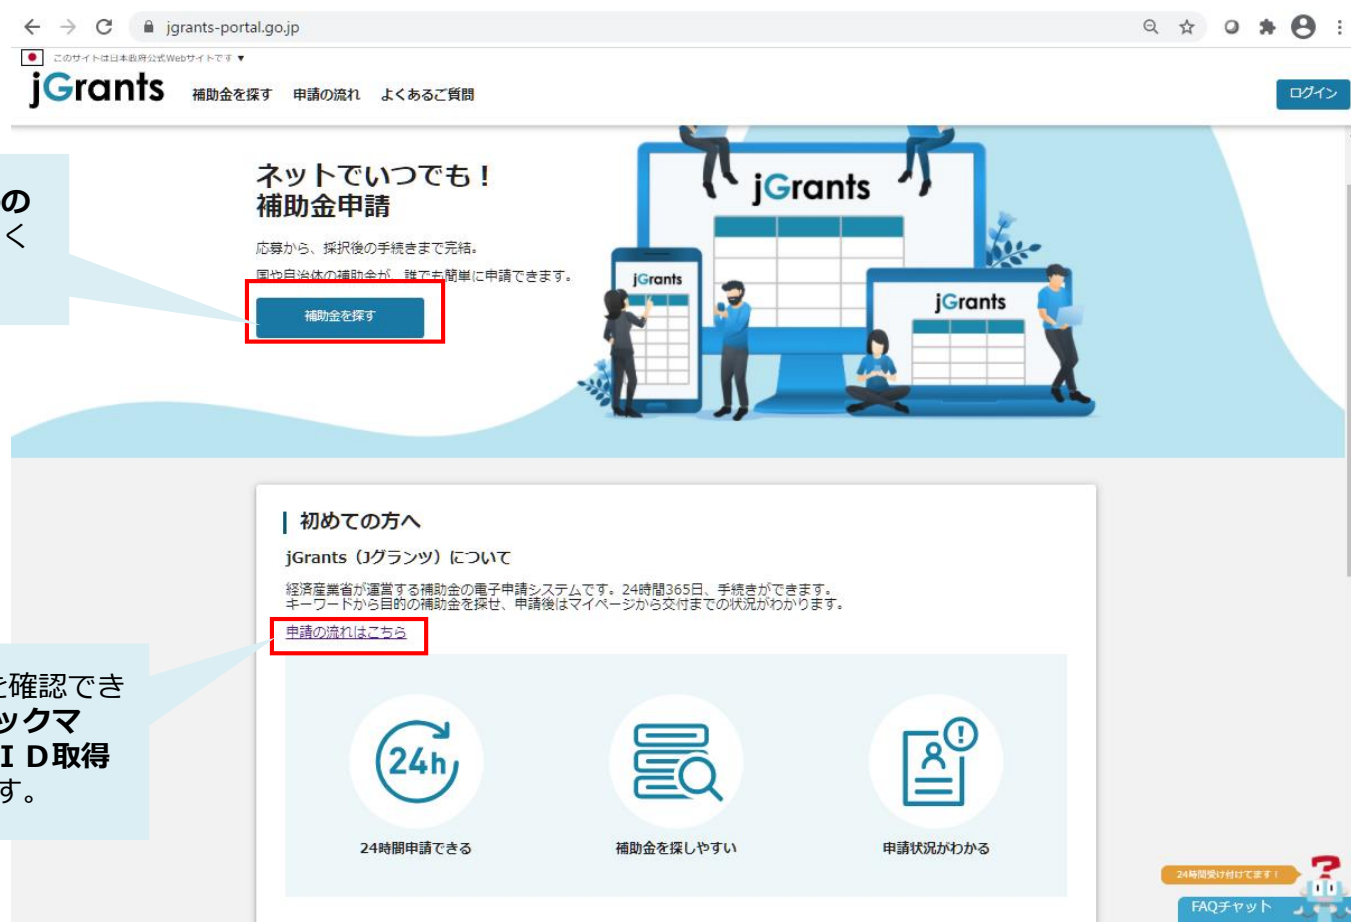 jgrants-portal.go.jp
このサイトは日本政府公式Webサイトです ▼
jGrants 補助金を探す 申請の流れ よくあるご質問
ログイン
の
く
ネットでいつでも！
補助金申請
応募から、採択後の手続きまで完結。
国や自治体の補助金が、誰でも簡単に申請できます。
補助金を探す
jGrants
jGrants
jGrants
初めての方へ
jGrants（Jグランツ）について
経済産業省が運営する補助金の電子申請システムです。24時間365日、手続きができます。
キーワードから目的の補助金を探せ、申請後はマイページから交付までの状況がわかります。
申請の流れはこちら
を確認でき
ックマ
ＩＤ取得
す。
24h
24時間申請できる
補助金を探しやすい
申請状況がわかる
24時間受け付けてます！
FAQチャット